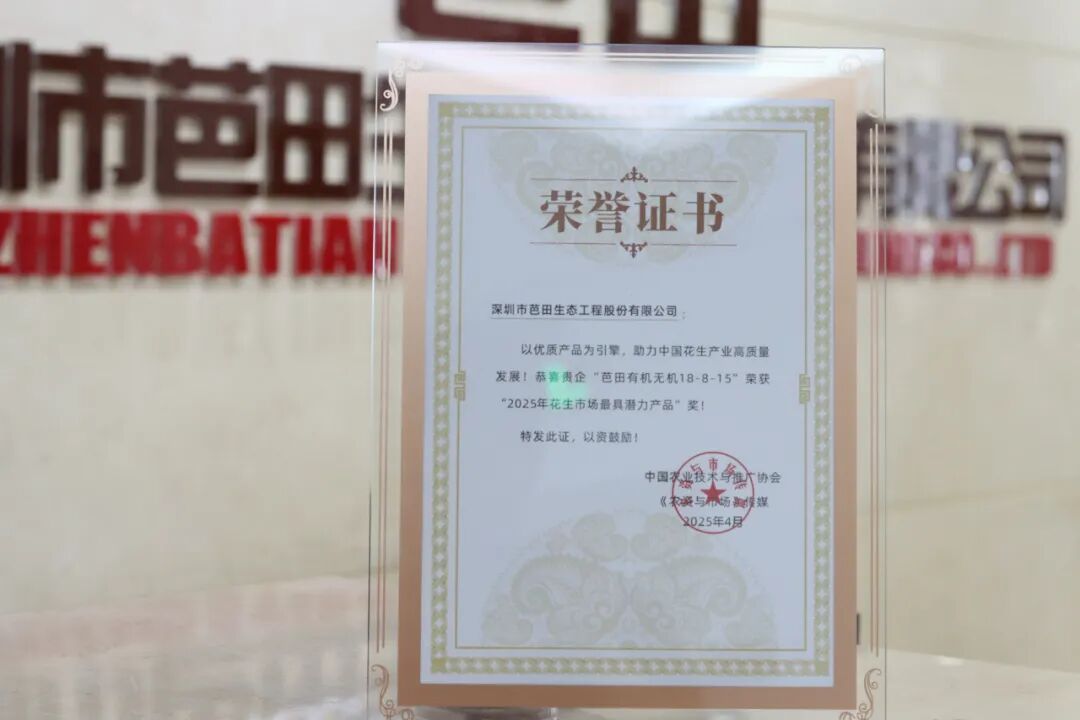 芭田
圳市芭田
有限公司
ZHENBATIAN
荣誉证书
深圳市芭田生态工程股份有限公司：
以优质产品为引擎，助力中国花生产业高质量
发展！恭喜贵企“芭田有机无机18-8-15”荣获
“2025年花生市场最具潜力产品”奖！
特发此证，以资鼓励！
中国农业技术与推广协会
《农资与市场》传媒
2025年4月